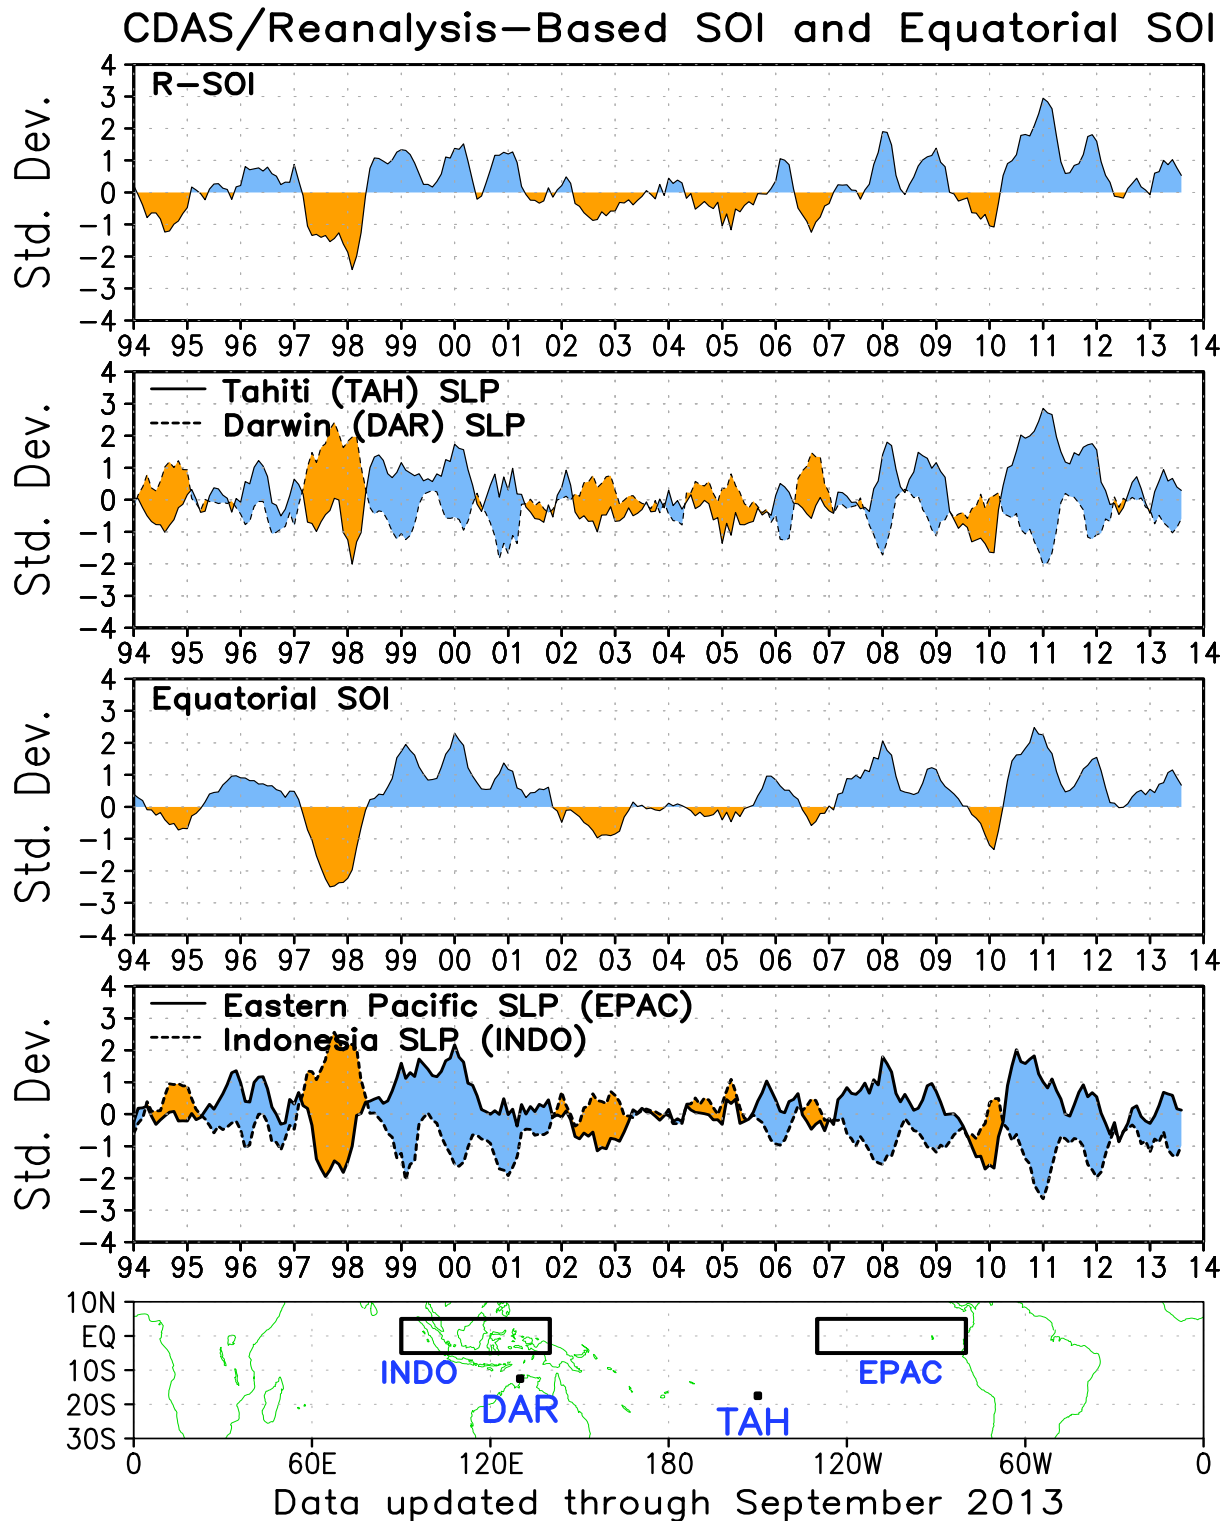 CDAS/Reanalysis-Based SOI and Equatorial SOI
R-SOI
Std. Dev.
4
3
2
1
0
-1
-2
-3
-4
94 95 96 97 98 99 00 01 02 03 04 05 06 07 08 09 10 11 12 13 14
Tahiti (TAH) SLP
Darwin (DAR) SLP
Std. Dev.
4
3
2
1
0
-1
-2
-3
-4
94 95 96 97 98 99 00 01 02 03 04 05 06 07 08 09 10 11 12 13 14
Equatorial SOI
Std. Dev.
4
3
2
1
0
-1
-2
-3
-4
94 95 96 97 98 99 00 01 02 03 04 05 06 07 08 09 10 11 12 13 14
Eastern Pacific SLP (EPAC)
Indonesia SLP (INDO)
Std. Dev.
4
3
2
1
0
-1
-2
-3
-4
94 95 96 97 98 99 00 01 02 03 04 05 06 07 08 09 10 11 12 13 14
10N
EQ
10S
20S
30S
INDO
EPAC
DAR
TAH
0 60E 120E 180 120W 60W 0
Data updated through September 2013